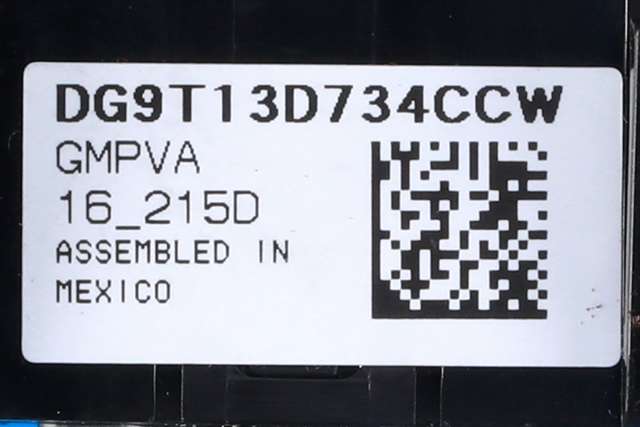 DG9T13D734CCW
GMPVA
16_215D
ASSEMBLED IN
MEXICO